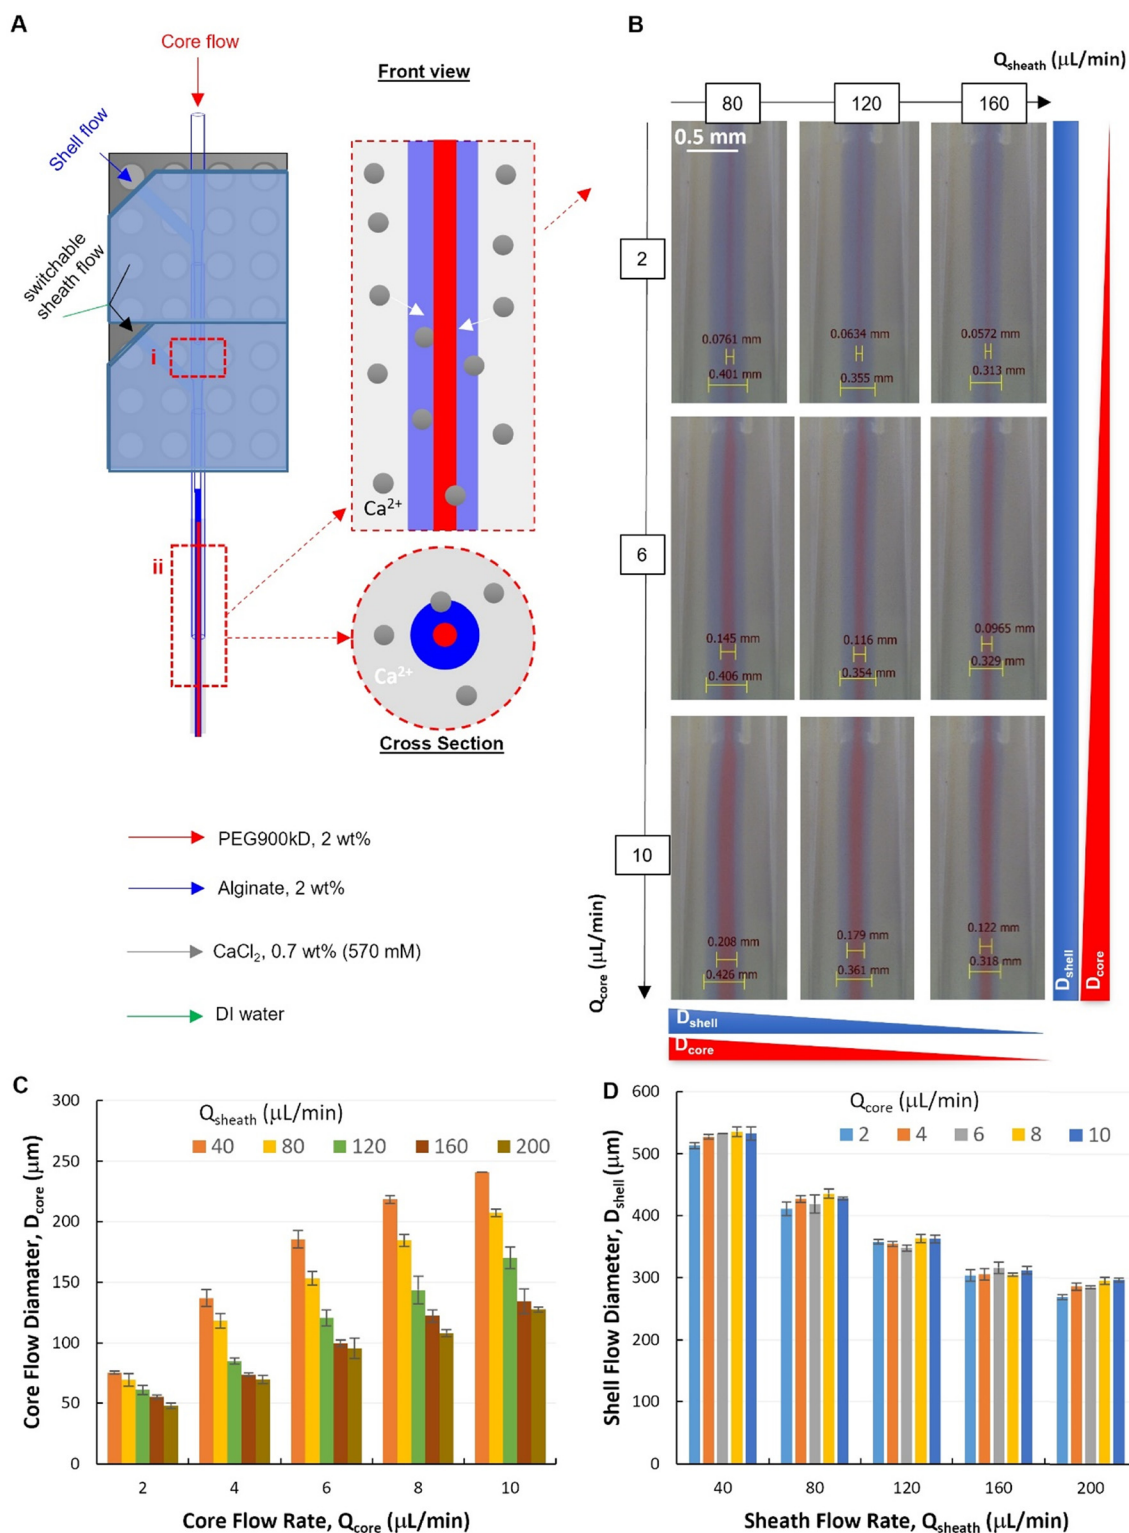 A
Core flow
Shell flow
switchable
sheath flow
i
ii
Front view
Ca2+
Ca2+
Cross Section
PEG900kD, 2 wt%
Alginate, 2 wt%
CaCl2, 0.7 wt% (570 mM)
DI water
B
Qsheath (μL/min)
80 120 160
0.5 mm
2
0.0761 mm 0.0634 mm 0.0572 mm
0.401 mm 0.355 mm 0.313 mm
6
0.145 mm 0.116 mm 0.0965 mm
0.406 mm 0.354 mm 0.329 mm
10
0.208 mm 0.179 mm 0.122 mm
0.426 mm 0.361 mm 0.318 mm
Qcore (μL/min)
Dshell
Dcore
Dshell
Dcore
C
Qsheath (μL/min)
40 80 120 160 200
Core Flow Diamater, Dcore (μm)
300
250
200
150
100
50
0
2 4 6 8 10
Core Flow Rate, Qcore (μL/min)
D
Qcore (μL/min)
2 4 6 8 10
Shell Flow Diameter, Dshell (μm)
600
500
400
300
200
100
0
40 80 120 160 200
Sheath Flow Rate, Qsheath (μL/min)